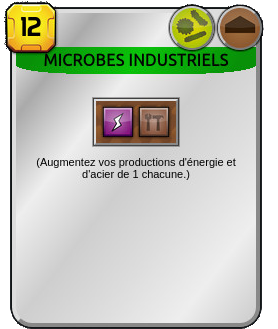 12
MICROBES INDUSTRIELS
(Augmentez vos productions d'énergie et
d'acier de 1 chacune.)